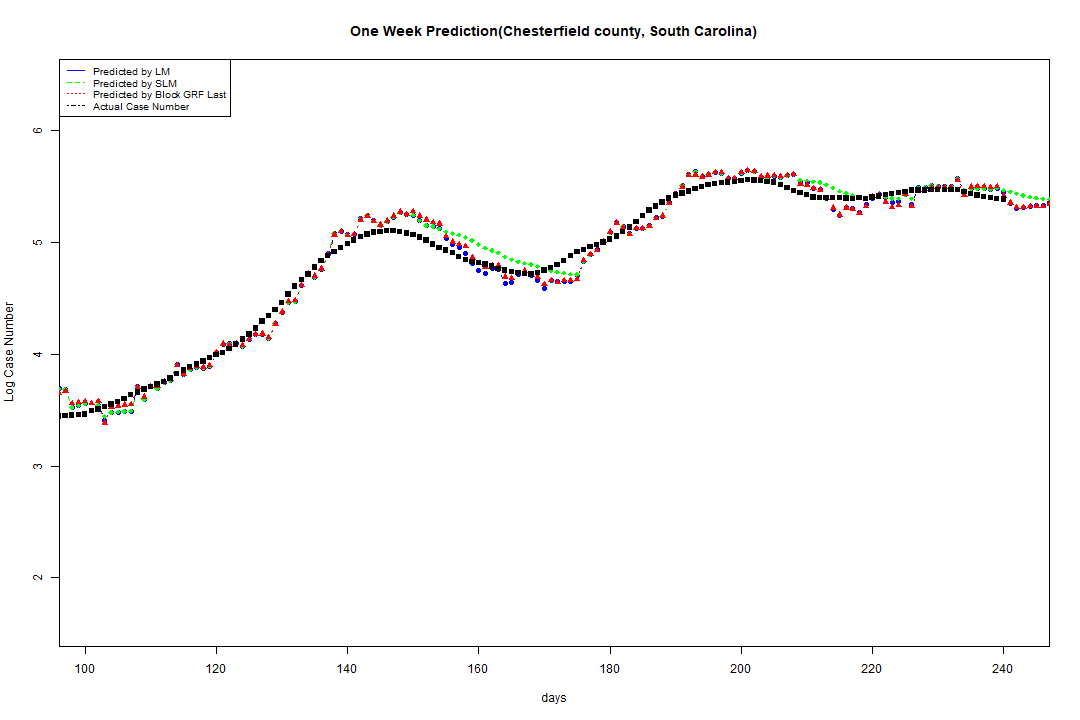 One Week Prediction(Chesterfield county, South Carolina)
Predicted by LM
Predicted by SLM
Predicted by Block GRF Last
Actual Case Number
Log Case Number
6
5
4
3
2
100 120 140 160 180 200 220 240
days